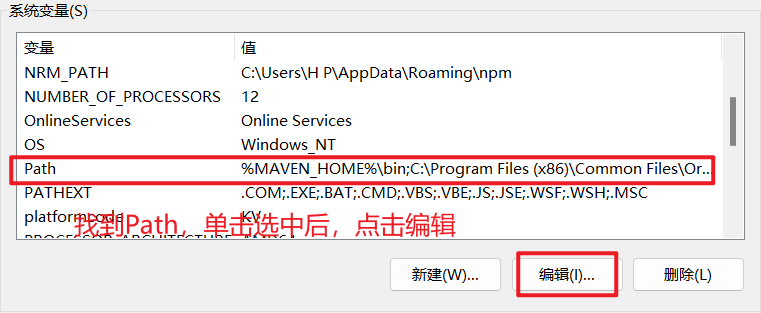 系统变量(S)
变量 值
NRM_PATH C:\Users\H P\AppData\Roaming\npm
NUMBER_OF_PROCESSORS 12
OnlineServices Online Services
OS Windows_NT
Path %MAVEN_HOME%\bin;C:\Program Files (x86)\Common Files\Or...
PATHEXT .COM;.EXE;.BAT;.CMD;.VBS;.VBE;.JS;.JSE;.WSF;.WSH;.MSC
platformcode KV
找到Path，单击选中后，点击编辑
新建(W)... 编辑(I)... 删除(L)